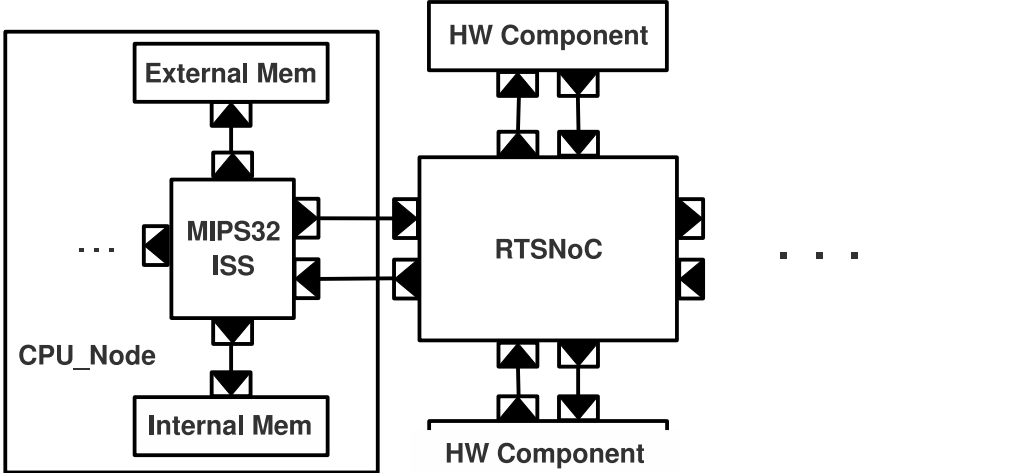 HW Component
External Mem
MIPS32
ISS
...
RTSNoC
. . .
CPU_Node
Internal Mem
HW Component